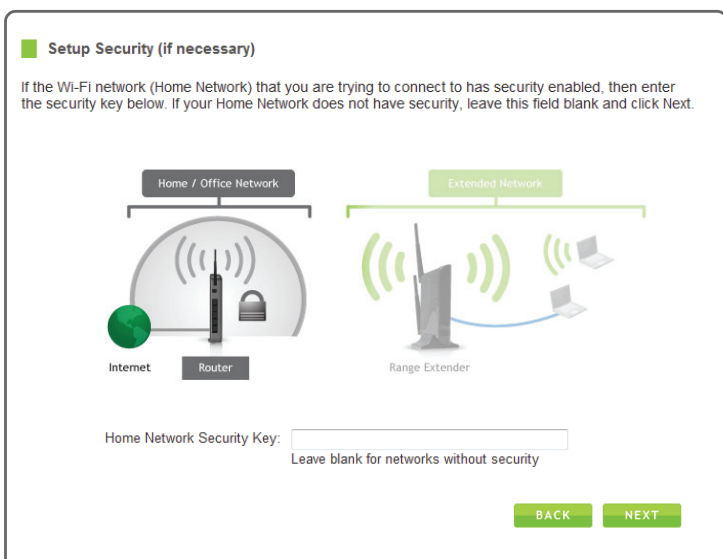 Setup Security (if necessary)
If the Wi-Fi network (Home Network) that you are trying to connect to has security enabled, then enter
the security key below. If your Home Network does not have security, leave this field blank and click Next.
Home / Office Network
Extended Network
Internet
Router
Range Extender
Home Network Security Key:
Leave blank for networks without security
BACK
NEXT